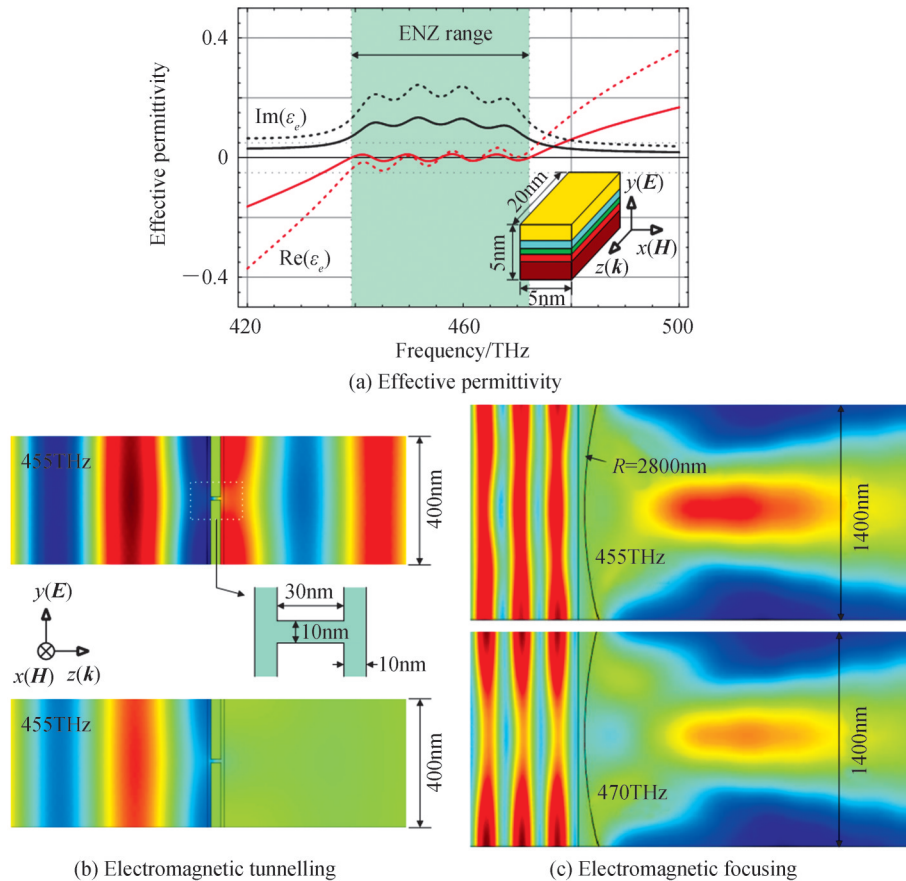 0.4
ENZ range
Im(εₑ)
0
Re(εₑ)
−0.4
Effective permittivity
20nm
5nm
5nm
y(E)
x(H)
z(k)
420
440
460
480
500
Frequency/THz
(a) Effective permittivity
455THz
400nm
y(E)
x(H)
z(k)
30nm
10nm
10nm
455THz
400nm
(b) Electromagnetic tunnelling
R=2800nm
455THz
1400nm
470THz
1400nm
(c) Electromagnetic focusing